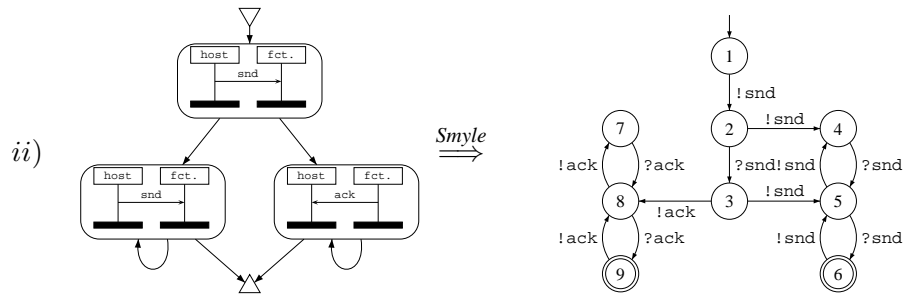 ii)
host fct.
snd
host fct.
snd
host fct.
ack
Smyle
⟹
1
!snd
2
!snd
4
7
!ack
?ack
?snd
!snd
?snd
8
!ack
3
!snd
5
!ack
?ack
!snd
?snd
9
6